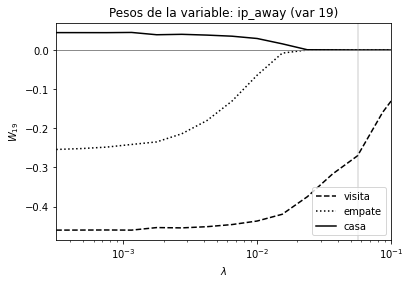 Pesos de la variable: ip_away (var 19)
W₁₉
0.0
−0.1
−0.2
−0.3
−0.4
visita
empate
casa
10⁻³
10⁻²
10⁻¹
λ